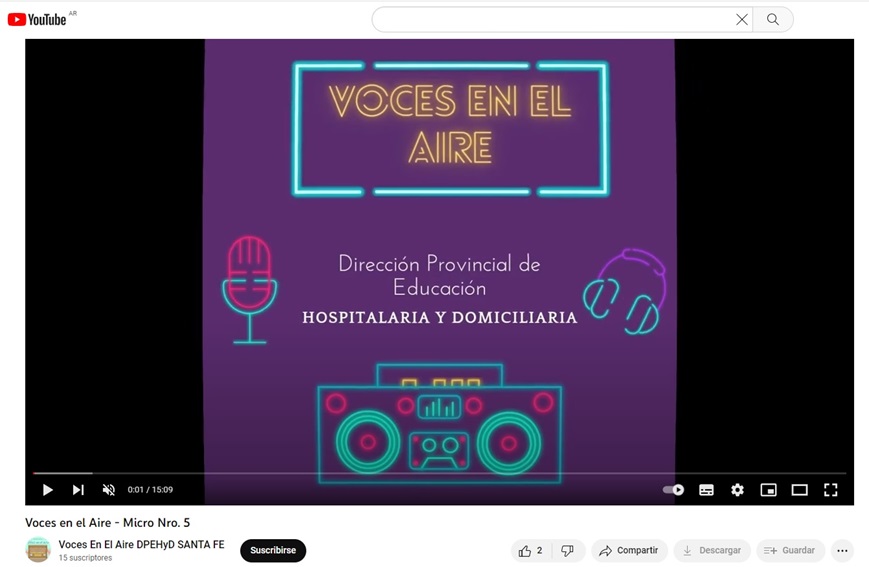 YouTube AR
VOCES EN EL
AIRE
Dirección Provincial de
Educación
HOSPITALARIA Y DOMICILIARIA
0:01 / 15:09
Voces en el Aire - Micro Nro. 5
Voces En El Aire DPEHyD SANTA FE
15 suscriptores
Suscribirse
2
Compartir
Descargar
Guardar